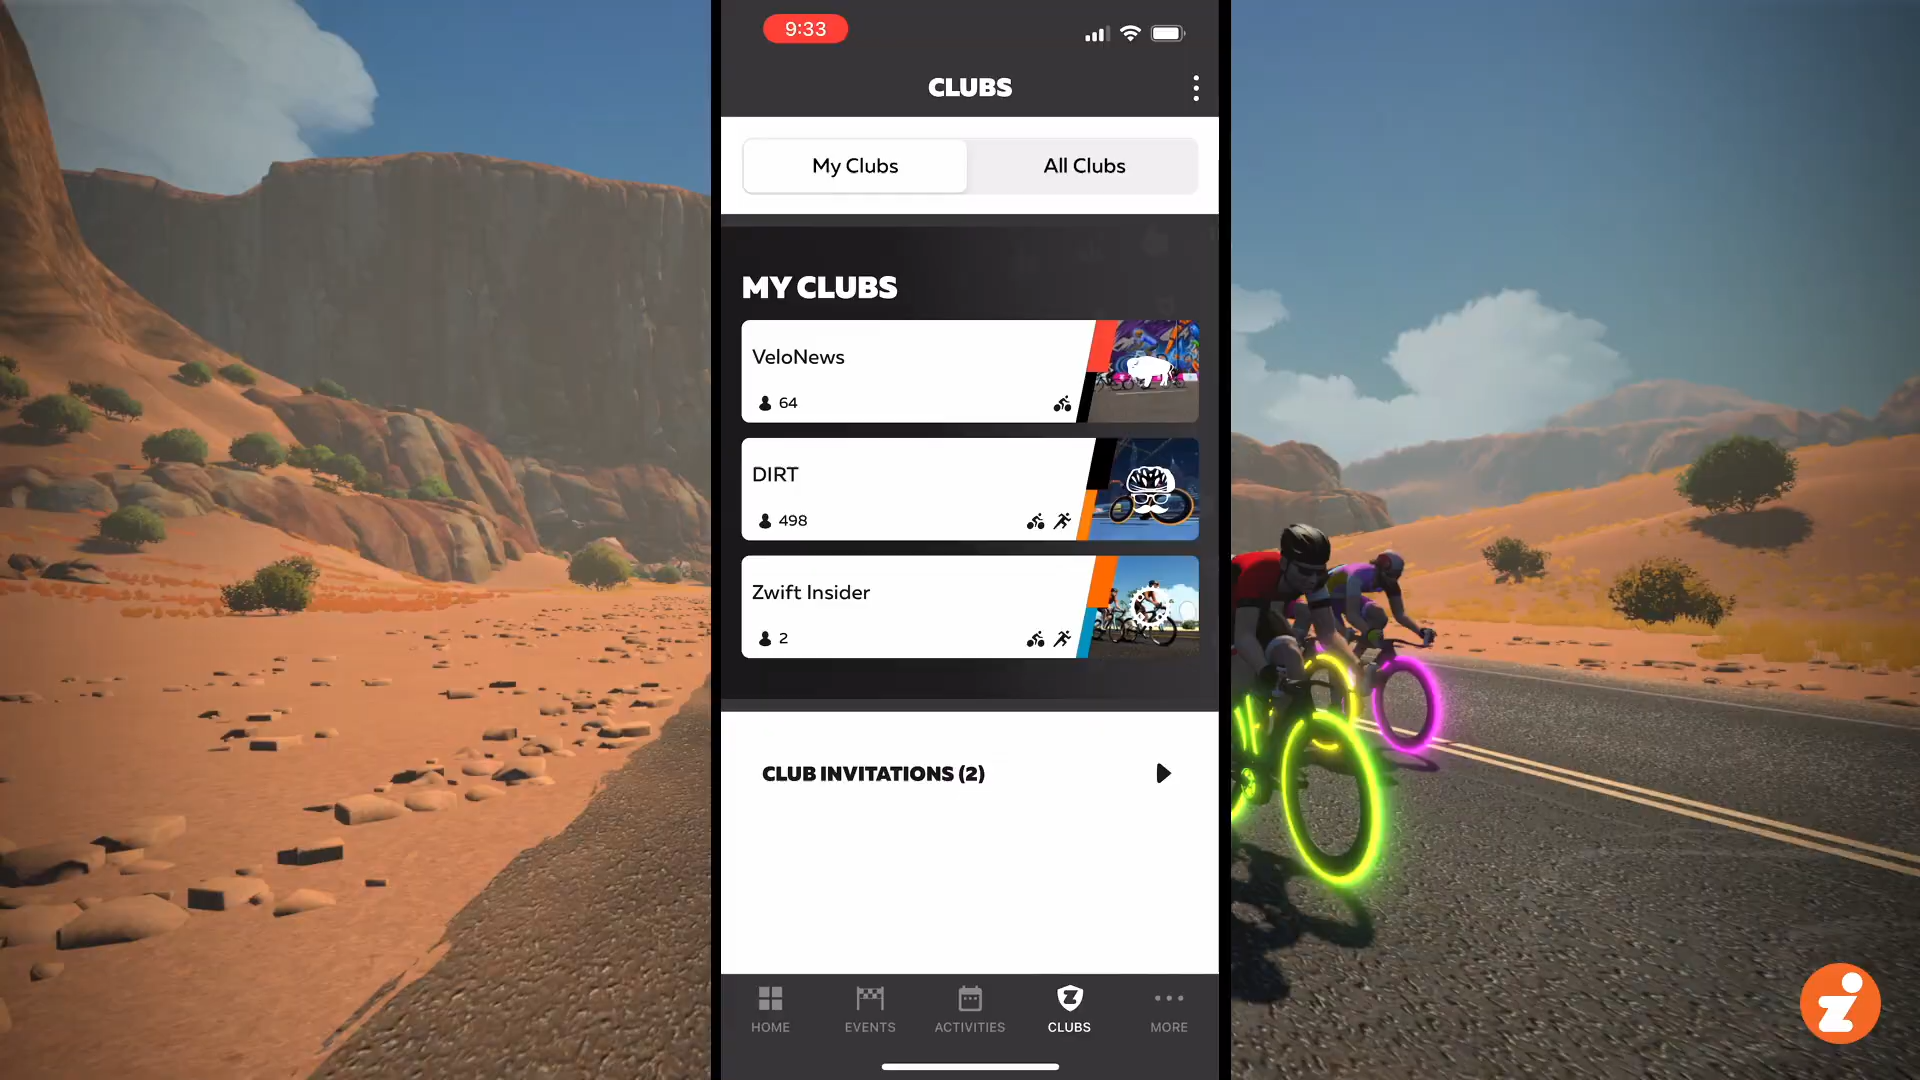 9:33
CLUBS
My Clubs
All Clubs
MY CLUBS
VeloNews
64
DIRT
498
Zwift Insider
2
CLUB INVITATIONS (2)
HOME
EVENTS
ACTIVITIES
CLUBS
MORE